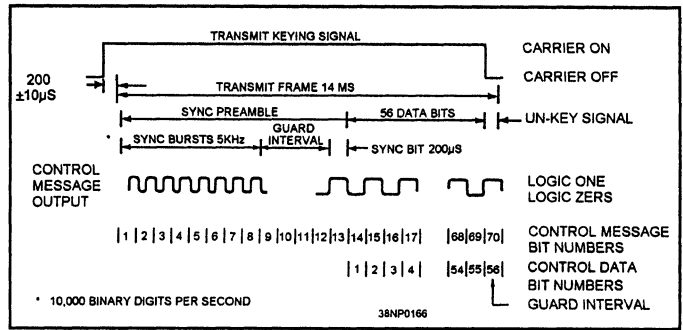 TRANSMIT KEYING SIGNAL
CARRIER ON
CARRIER OFF
200
±10µS
TRANSMIT FRAME 14 MS
SYNC PREAMBLE
56 DATA BITS
UN-KEY SIGNAL
* SYNC BURSTS 5KHz
GUARD
INTERVAL
SYNC BIT 200µS
CONTROL
MESSAGE
OUTPUT
LOGIC ONE
LOGIC ZERS
1 2 3 4 5 6 7 8 9 10 11 12 13 14 15 16 17 68 69 70
CONTROL MESSAGE
BIT NUMBERS
1 2 3 4 54 55 56
CONTROL DATA
BIT NUMBERS
GUARD INTERVAL
* 10,000 BINARY DIGITS PER SECOND
38NP0166